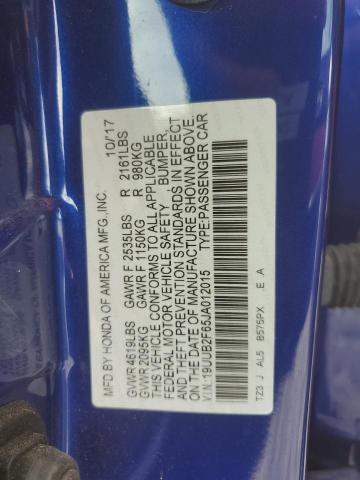 MFD. BY HONDA OF AMERICA MFG.,INC. 10/17
GVWR 4619LBS GAWR F 2535LBS R 2161LBS
GVWR 2095KG GAWR F 1150KG R 980KG
THIS VEHICLE CONFORMS TO ALL APPLICABLE
FEDERAL MOTOR VEHICLE SAFETY, BUMPER,
AND THEFT PREVENTION STANDARDS IN EFFECT
ON THE DATE OF MANUFACTURE SHOWN ABOVE.
V.I.N.:19UUB2F65JA012015 TYPE:PASSENGER CAR
TZ3 J AL5 B575PX E A